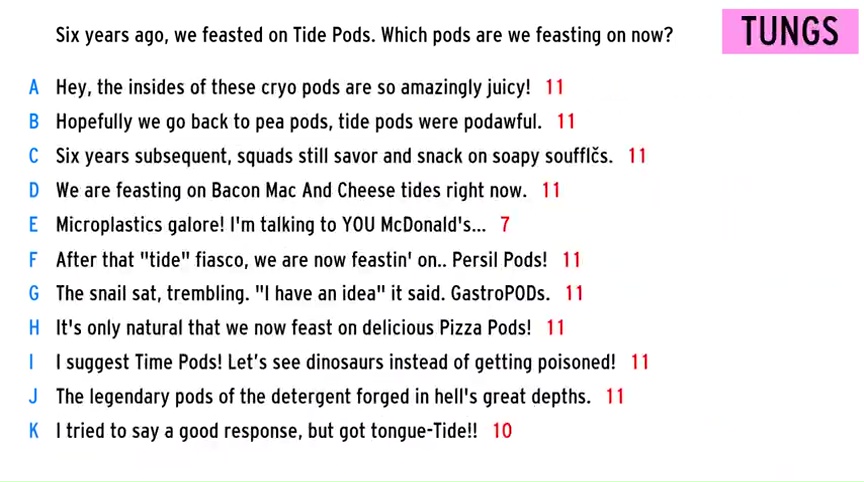 Six years ago, we feasted on Tide Pods. Which pods are we feasting on now?
TUNGS
A Hey, the insides of these cryo pods are so amazingly juicy! 11
B Hopefully we go back to pea pods, tide pods were podawful. 11
C Six years subsequent, squads still savor and snack on soapy soufflčs. 11
D We are feasting on Bacon Mac And Cheese tides right now. 11
E Microplastics galore! I'm talking to YOU McDonald's... 7
F After that "tide" fiasco, we are now feastin' on.. Persil Pods! 11
G The snail sat, trembling. "I have an idea" it said. GastroPODs. 11
H It's only natural that we now feast on delicious Pizza Pods! 11
I I suggest Time Pods! Let’s see dinosaurs instead of getting poisoned! 11
J The legendary pods of the detergent forged in hell's great depths. 11
K I tried to say a good response, but got tongue-Tide!! 10